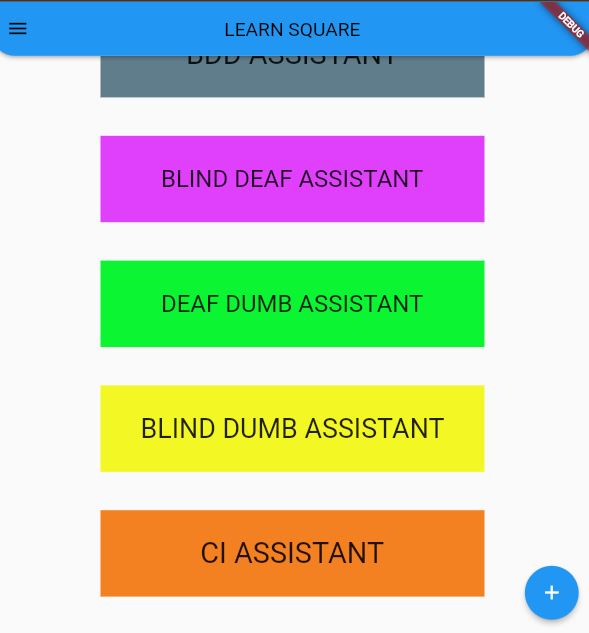 LEARN SQUARE
DEBUG
BDD ASSISTANT
BLIND DEAF ASSISTANT
DEAF DUMB ASSISTANT
BLIND DUMB ASSISTANT
CI ASSISTANT
+